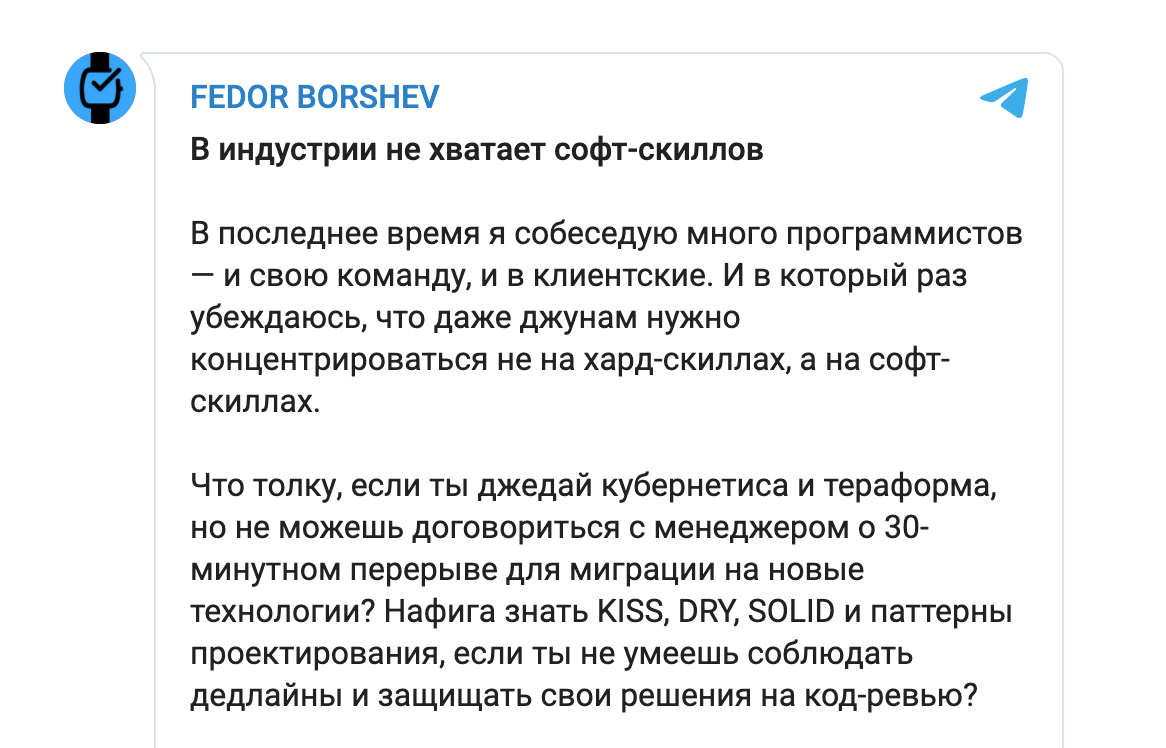 FEDOR BORSHEV
В индустрии не хватает софт-скиллов
В последнее время я собеседую много программистов
— и свою команду, и в клиентские. И в который раз
убеждаюсь, что даже джунам нужно
концентрироваться не на хард-скиллах, а на софт-
скиллах.
Что толку, если ты джедай кубернетиса и тераформа,
но не можешь договориться с менеджером о 30-
минутном перерыве для миграции на новые
технологии? Нафига знать KISS, DRY, SOLID и паттерны
проектирования, если ты не умеешь соблюдать
дедлайны и защищать свои решения на код-ревью?